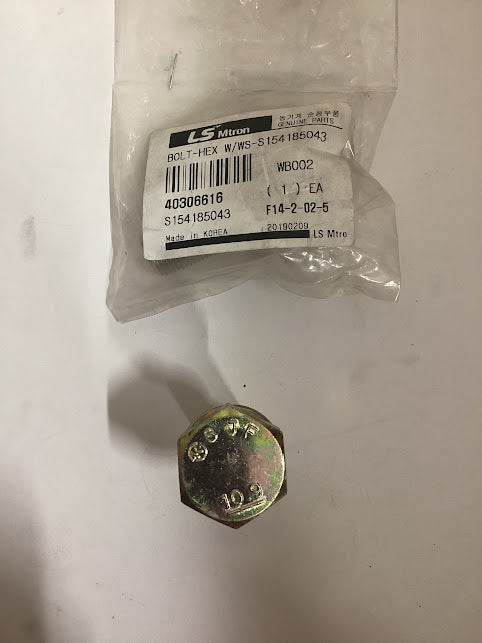 LS Mtron
농기계 순정부품
GENUINE PARTS
BOLT-HEX W/WS-S154185043
WB002
40306616
( 1 ) EA
S154185043
F14-2-02-5
Made in KOREA
20190209
LS Mtro
10.9